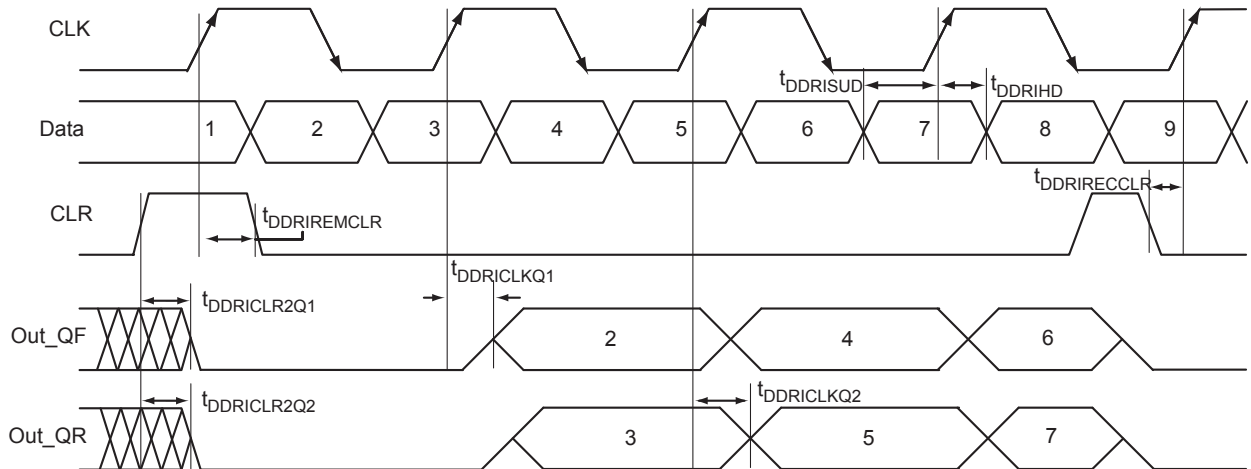 CLK
tDDRISUD
tDDRIHD
Data
1 2 3 4 5 6 7 8 9
tDDRIRECCLR
CLR
tDDRIREMCLR
tDDRICLKQ1
tDDRICLR2Q1
Out_QF
2 4 6
tDDRICLR2Q2
tDDRICLKQ2
Out_QR
3 5 7